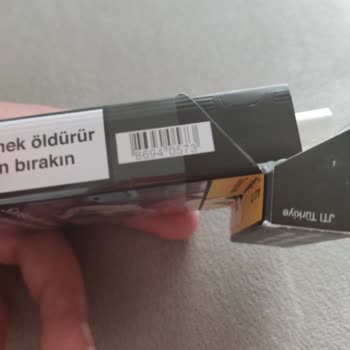 nek öldürür
n bırakın
8694 0573
JTI Türkiye